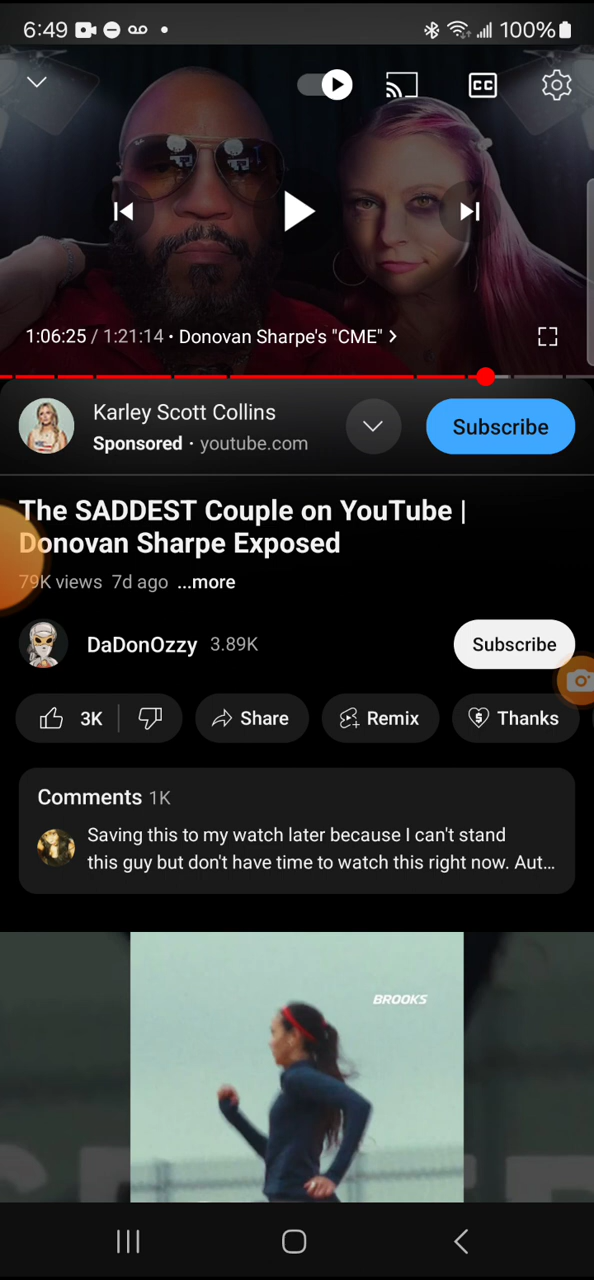 6:49
100%
CC
1:06:25 / 1:21:14 • Donovan Sharpe's "CME" >
Karley Scott Collins
Sponsored · youtube.com
Subscribe
The SADDEST Couple on YouTube |
Donovan Sharpe Exposed
79K views 7d ago ...more
DaDonOzzy 3.89K
Subscribe
3K
Share
Remix
Thanks
Comments 1K
Saving this to my watch later because I can't stand
this guy but don't have time to watch this right now. Aut...
BROOKS